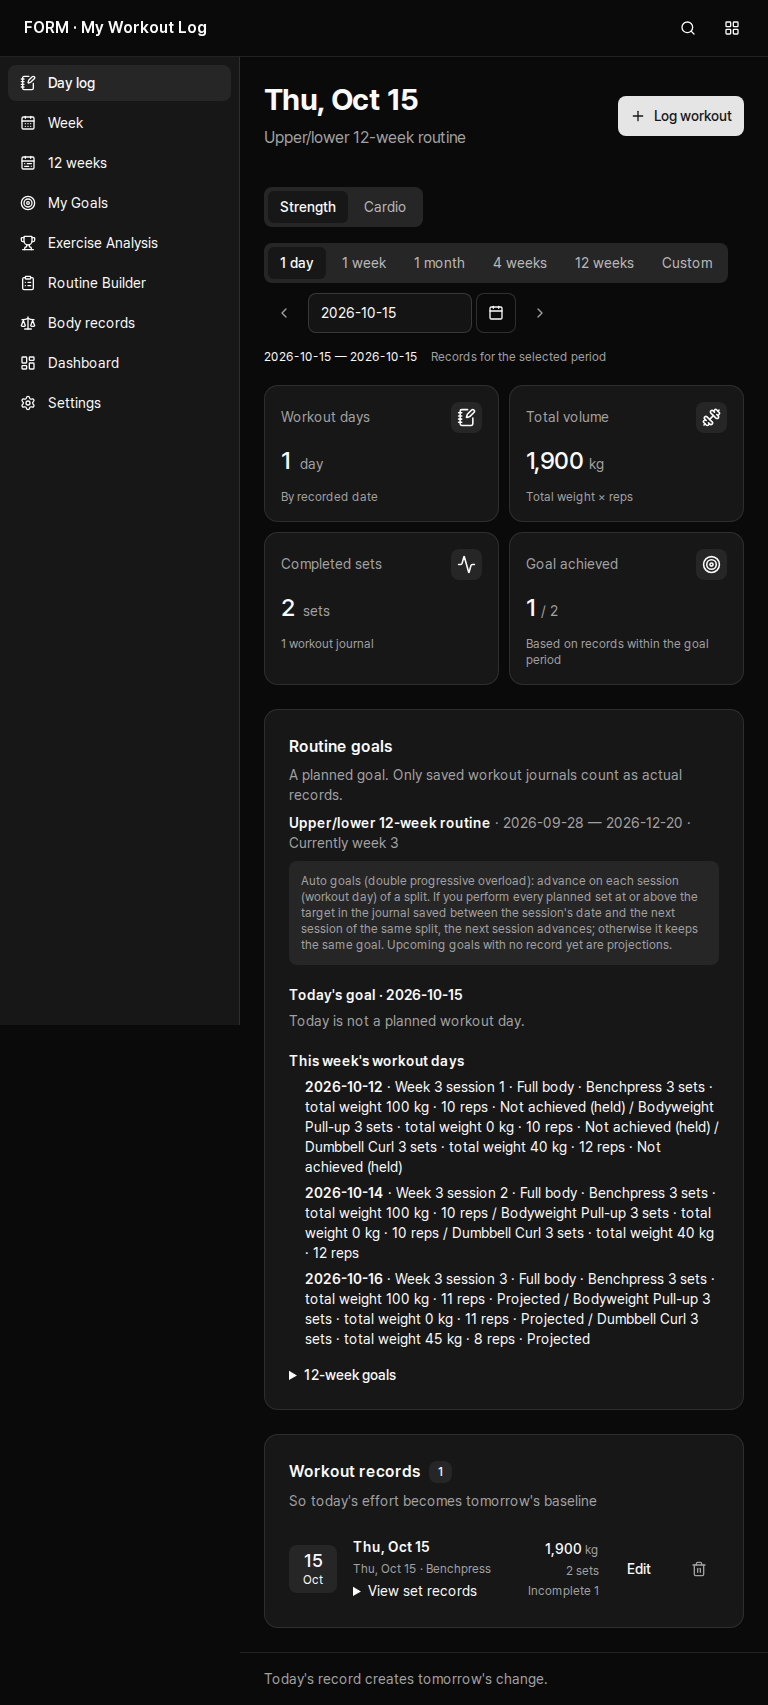 FORM · My Workout Log
Day log
Week
12 weeks
My Goals
Exercise Analysis
Routine Builder
Body records
Dashboard
Settings
Thu, Oct 15
Upper/lower 12-week routine
Log workout
Strength
Cardio
1 day
1 week
1 month
4 weeks
12 weeks
Custom
2026-10-15
2026-10-15 — 2026-10-15
Records for the selected period
Workout days
1 day
By recorded date
Total volume
1,900 kg
Total weight × reps
Completed sets
2 sets
1 workout journal
Goal achieved
1 / 2
Based on records within the goal
period
Routine goals
A planned goal. Only saved workout journals count as actual
records.
Upper/lower 12-week routine · 2026-09-28 — 2026-12-20 ·
Currently week 3
Auto goals (double progressive overload): advance on each session
(workout day) of a split. If you perform every planned set at or above the
target in the journal saved between the session's date and the next
session of the same split, the next session advances; otherwise it keeps
the same goal. Upcoming goals with no record yet are projections.
Today's goal · 2026-10-15
Today is not a planned workout day.
This week's workout days
2026-10-12 · Week 3 session 1 · Full body · Benchpress 3 sets ·
total weight 100 kg · 10 reps · Not achieved (held) / Bodyweight
Pull-up 3 sets · total weight 0 kg · 10 reps · Not achieved (held) /
Dumbbell Curl 3 sets · total weight 40 kg · 12 reps · Not
achieved (held)
2026-10-14 · Week 3 session 2 · Full body · Benchpress 3 sets ·
total weight 100 kg · 10 reps / Bodyweight Pull-up 3 sets · total
weight 0 kg · 10 reps / Dumbbell Curl 3 sets · total weight 40 kg
· 12 reps
2026-10-16 · Week 3 session 3 · Full body · Benchpress 3 sets ·
total weight 100 kg · 11 reps · Projected / Bodyweight Pull-up 3
sets · total weight 0 kg · 11 reps · Projected / Dumbbell Curl 3
sets · total weight 45 kg · 8 reps · Projected
12-week goals
Workout records 1
So today's effort becomes tomorrow's baseline
15
Oct
Thu, Oct 15
Thu, Oct 15 · Benchpress
View set records
1,900 kg
2 sets
Incomplete 1
Edit
Today's record creates tomorrow's change.